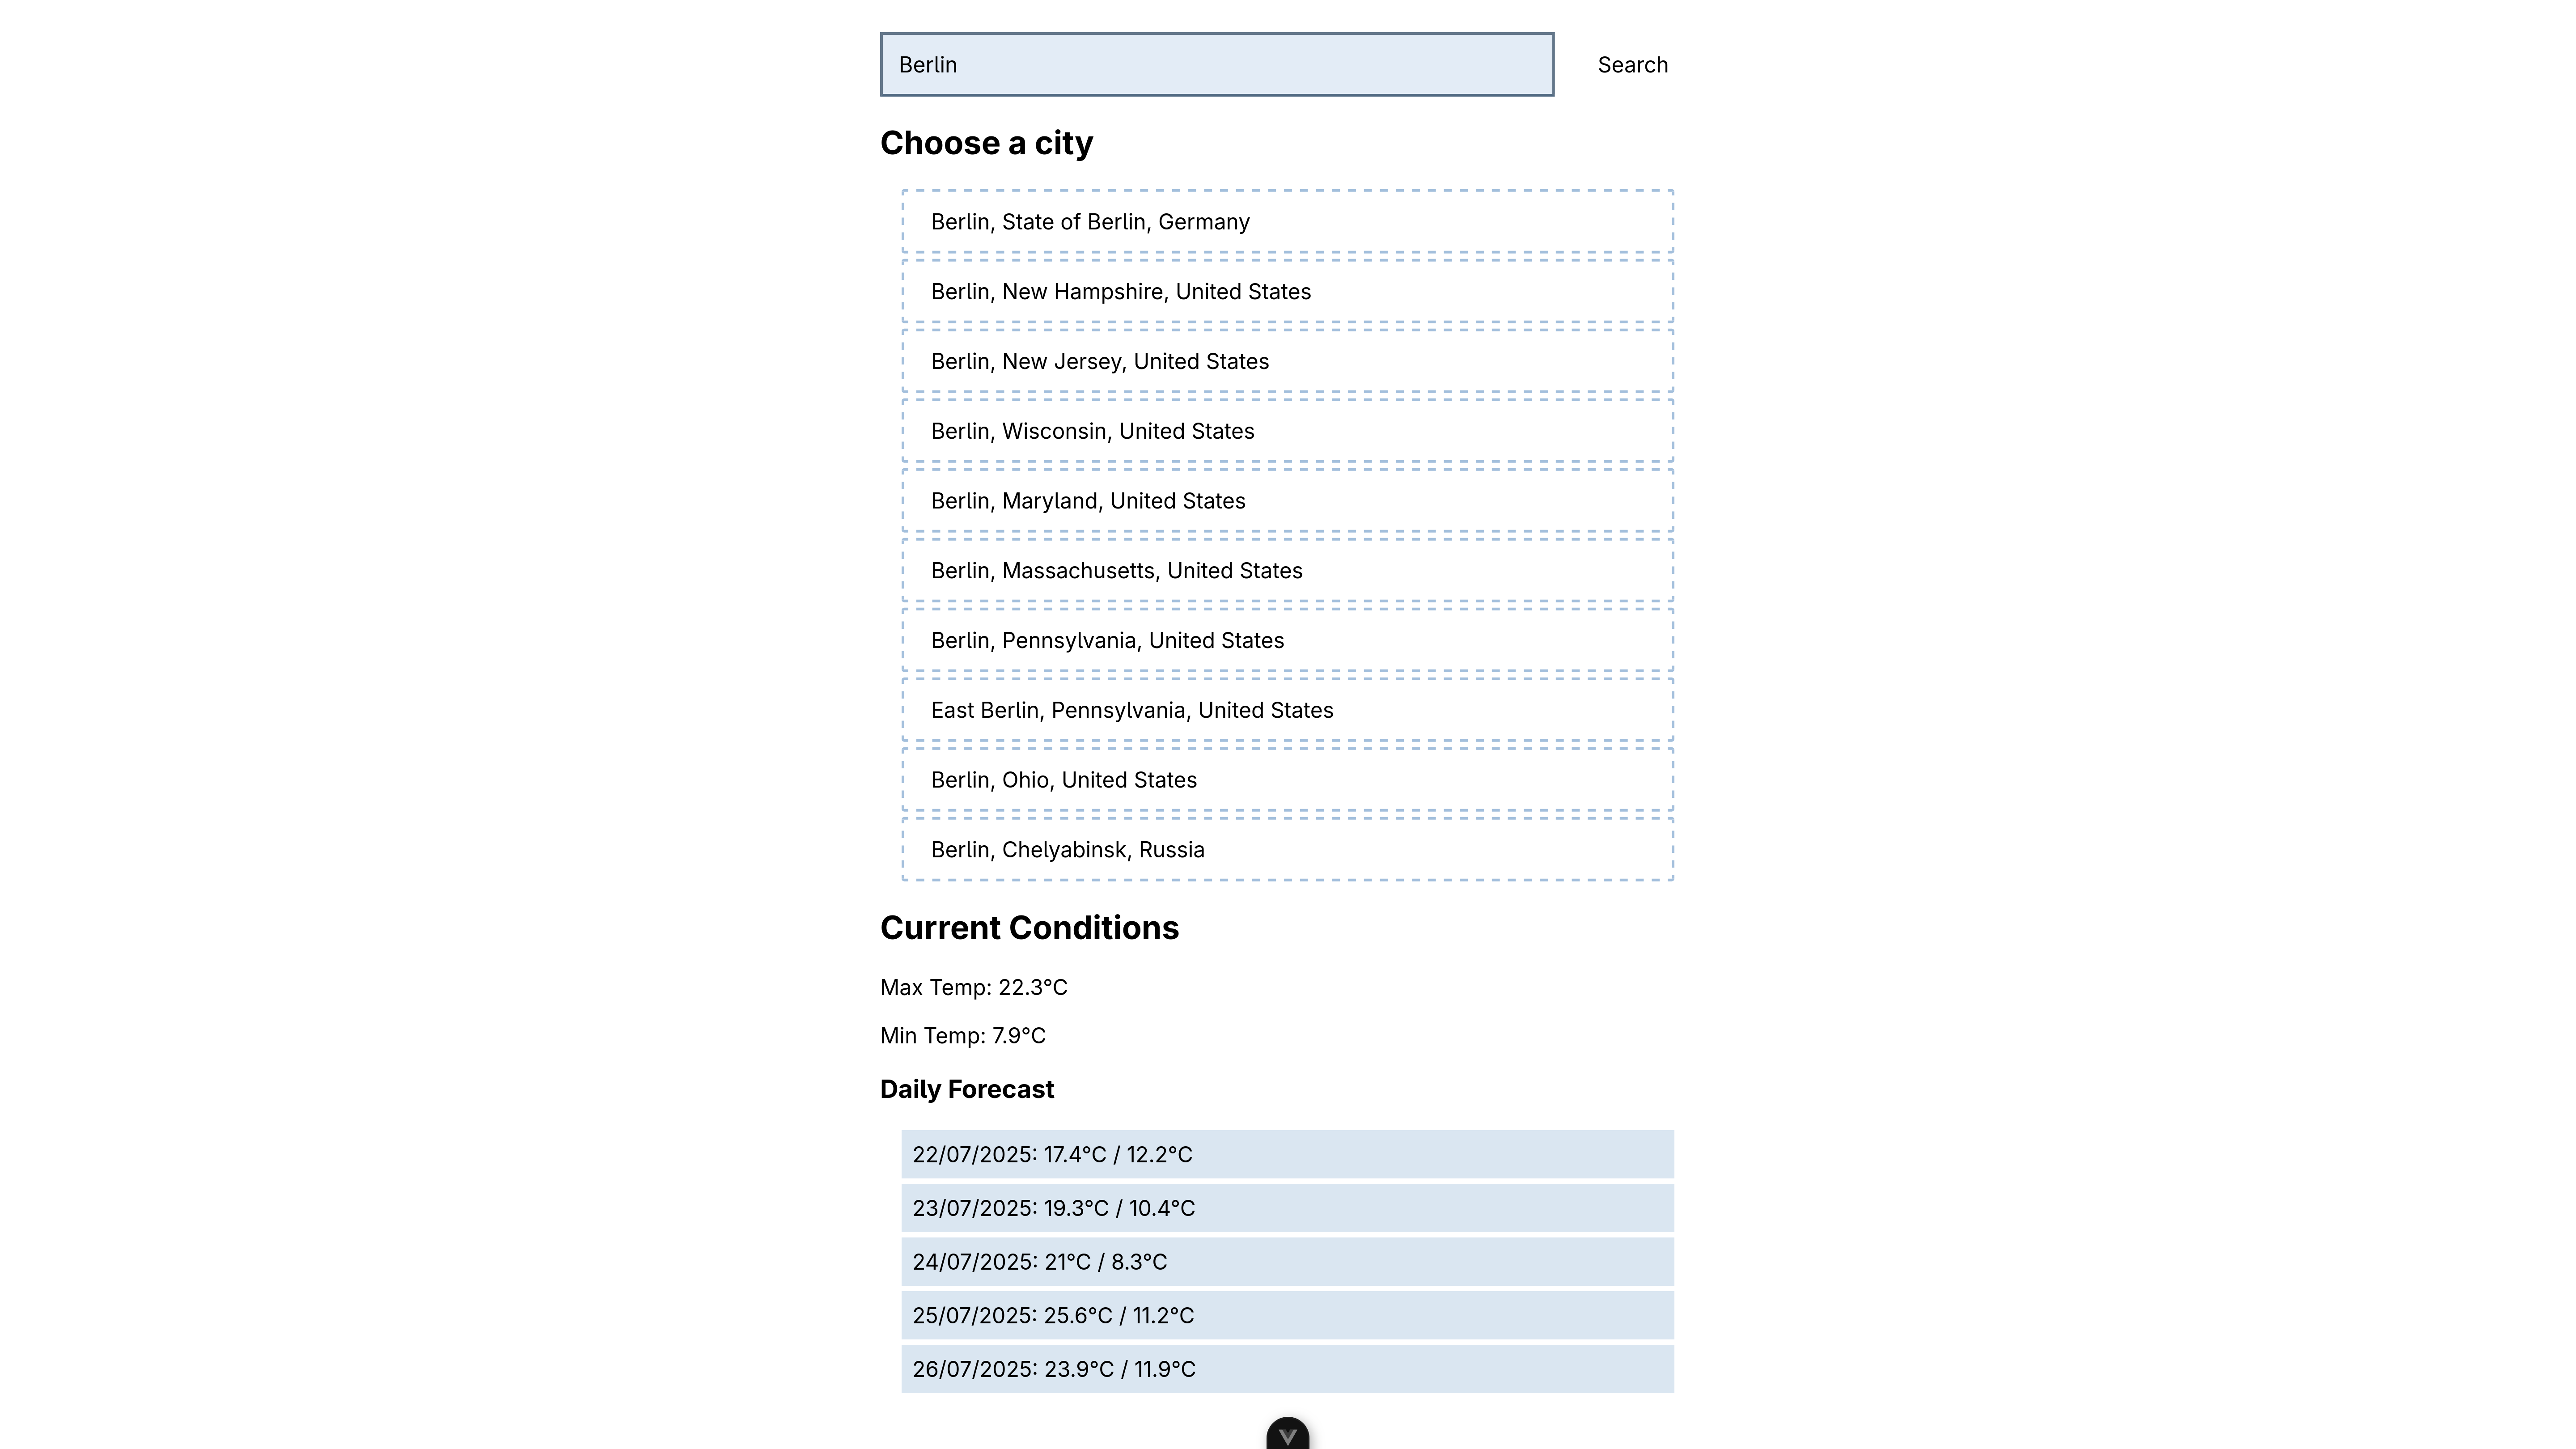 Berlin
Search
Choose a city
Berlin, State of Berlin, Germany
Berlin, New Hampshire, United States
Berlin, New Jersey, United States
Berlin, Wisconsin, United States
Berlin, Maryland, United States
Berlin, Massachusetts, United States
Berlin, Pennsylvania, United States
East Berlin, Pennsylvania, United States
Berlin, Ohio, United States
Berlin, Chelyabinsk, Russia
Current Conditions
Max Temp: 22.3°C
Min Temp: 7.9°C
Daily Forecast
22/07/2025: 17.4°C / 12.2°C
23/07/2025: 19.3°C / 10.4°C
24/07/2025: 21°C / 8.3°C
25/07/2025: 25.6°C / 11.2°C
26/07/2025: 23.9°C / 11.9°C